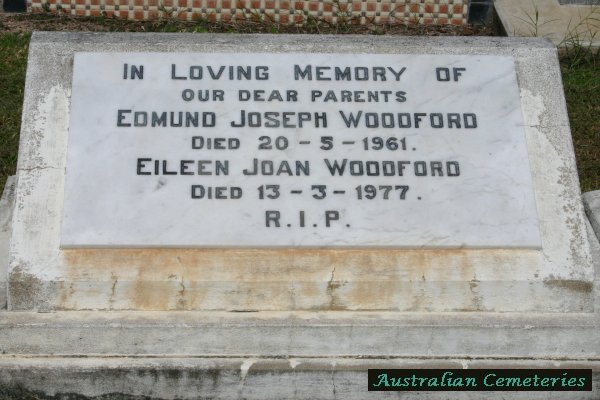 In Loving Memory of
our dear parents
Edmund Joseph Woodford
Died 20 - 5 - 1961.
Eileen Joan Woodford
Died 13 - 3 - 1977.
R.I.P.
Australian Cemeteries